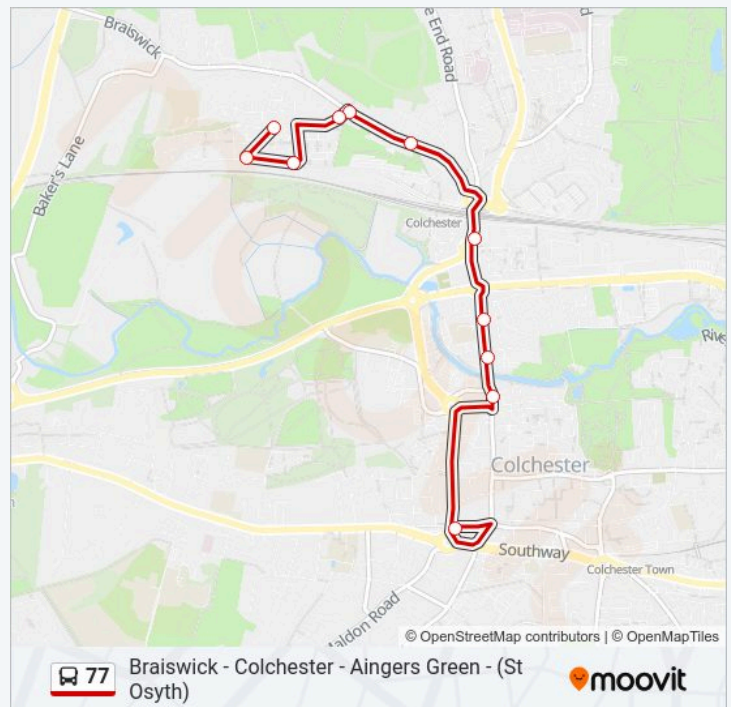 Braiswick
e End Road
d
Baker's Lane
Colchester
Rive
Colchester
Southway
Colchester Town
Maldon Road
© OpenStreetMap contributors | © OpenMapTiles
77
Braiswick - Colchester - Aingers Green - (St
Osyth)
moovit